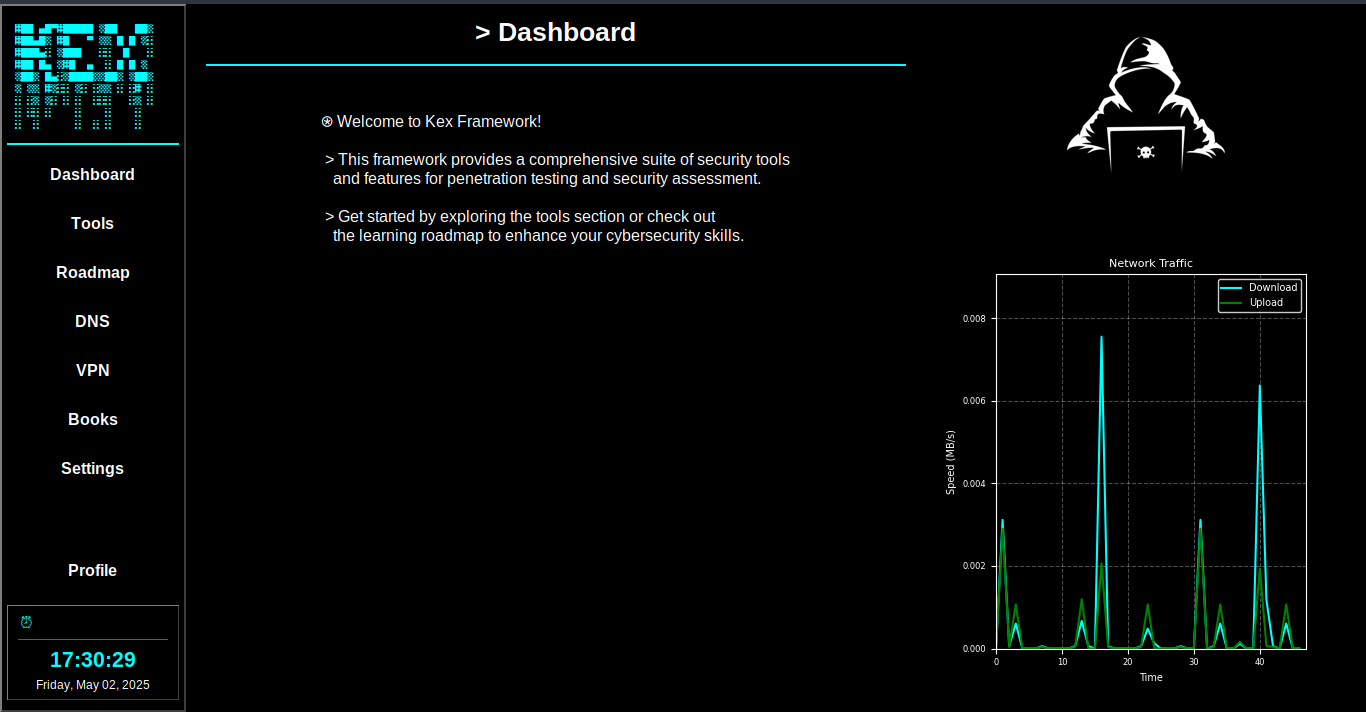 Dashboard
Tools
Roadmap
DNS
VPN
Books
Settings
Profile
17:30:29
Friday, May 02, 2025
> Dashboard
Welcome to Kex Framework!
> This framework provides a comprehensive suite of security tools
and features for penetration testing and security assessment.
> Get started by exploring the tools section or check out
the learning roadmap to enhance your cybersecurity skills.
Network Traffic
Download
Upload
0.008
0.006
0.004
0.002
0.000
Speed (MB/s)
0 10 20 30 40
Time